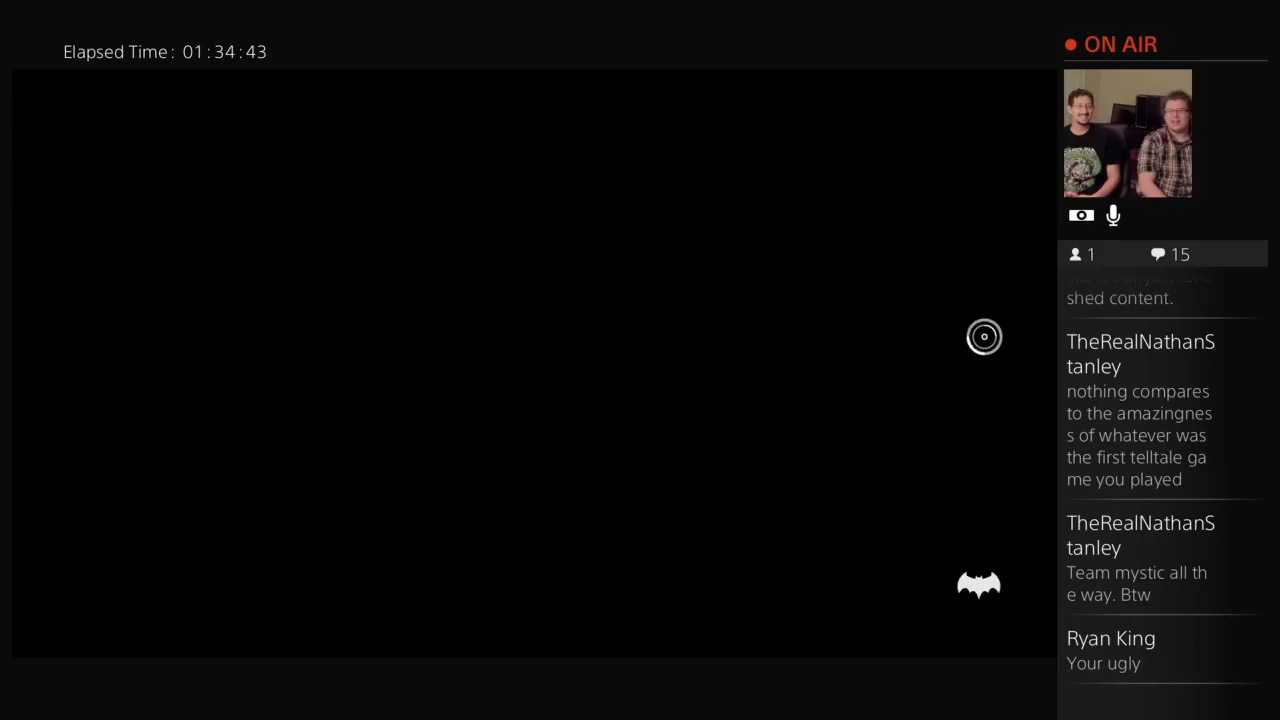 Elapsed Time: 01:34:43
ON AIR
1
15
shed content.
TheRealNathanS
tanley
nothing compares
to the amazingnes
s of whatever was
the first telltale ga
me you played
TheRealNathanS
tanley
Team mystic all th
e way. Btw
Ryan King
Your ugly